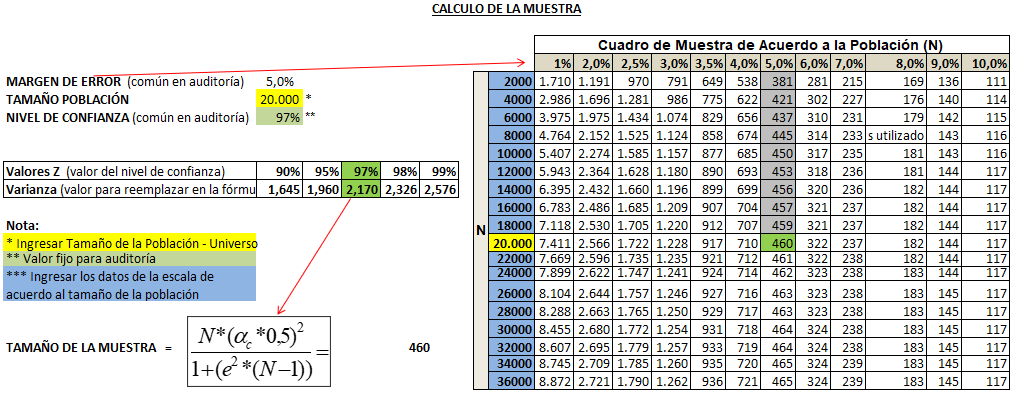 CALCULO DE LA MUESTRA
Cuadro de Muestra de Acuerdo a la Población (N)
1% 2,0% 2,5% 3,0% 3,5% 4,0% 5,0% 6,0% 7,0% 8,0% 9,0% 10,0%
MARGEN DE ERROR (común en auditoría) 5,0%
TAMAÑO POBLACIÓN 20.000 *
NIVEL DE CONFIANZA (común en auditoría) 97% **
Valores Z (valor del nivel de confianza) 90% 95% 97% 98% 99%
Varianza (valor para reemplazar en la fórmu 1,645 1,960 2,170 2,326 2,576
Nota:
* Ingresar Tamaño de la Población - Universo
** Valor fijo para auditoría
*** Ingresar los datos de la escala de
acuerdo al tamaño de la población
TAMAÑO DE LA MUESTRA = N*(αc*0,5)2 / 1+(e2*(N−1)) = 460
N
2000 1.710 1.191 970 791 649 538 381 281 215 169 136 111
4000 2.986 1.696 1.281 986 775 622 421 302 227 176 140 114
6000 3.975 1.975 1.434 1.074 829 656 437 310 231 179 142 115
8000 4.764 2.152 1.525 1.124 858 674 445 314 233 s utilizado 143 116
10000 5.407 2.274 1.585 1.157 877 685 450 317 235 181 143 116
12000 5.943 2.364 1.628 1.180 890 693 453 318 236 181 144 117
14000 6.395 2.432 1.660 1.196 899 699 456 320 236 182 144 117
16000 6.783 2.486 1.685 1.209 907 704 457 321 237 182 144 117
18000 7.118 2.530 1.705 1.220 912 707 459 321 237 182 144 117
20.000 7.411 2.566 1.722 1.228 917 710 460 322 237 182 144 117
22000 7.669 2.596 1.735 1.235 921 712 461 322 237 182 144 117
24000 7.899 2.622 1.747 1.241 924 714 462 323 238 183 144 117
26000 8.104 2.644 1.757 1.246 927 716 463 323 238 183 145 117
28000 8.288 2.663 1.765 1.250 929 717 463 323 238 183 145 117
30000 8.455 2.680 1.772 1.254 931 718 464 324 238 183 145 117
32000 8.607 2.695 1.779 1.257 933 719 464 324 238 183 145 117
34000 8.745 2.709 1.785 1.260 935 720 465 324 239 183 145 117
36000 8.872 2.721 1.790 1.262 936 721 465 324 239 183 145 117